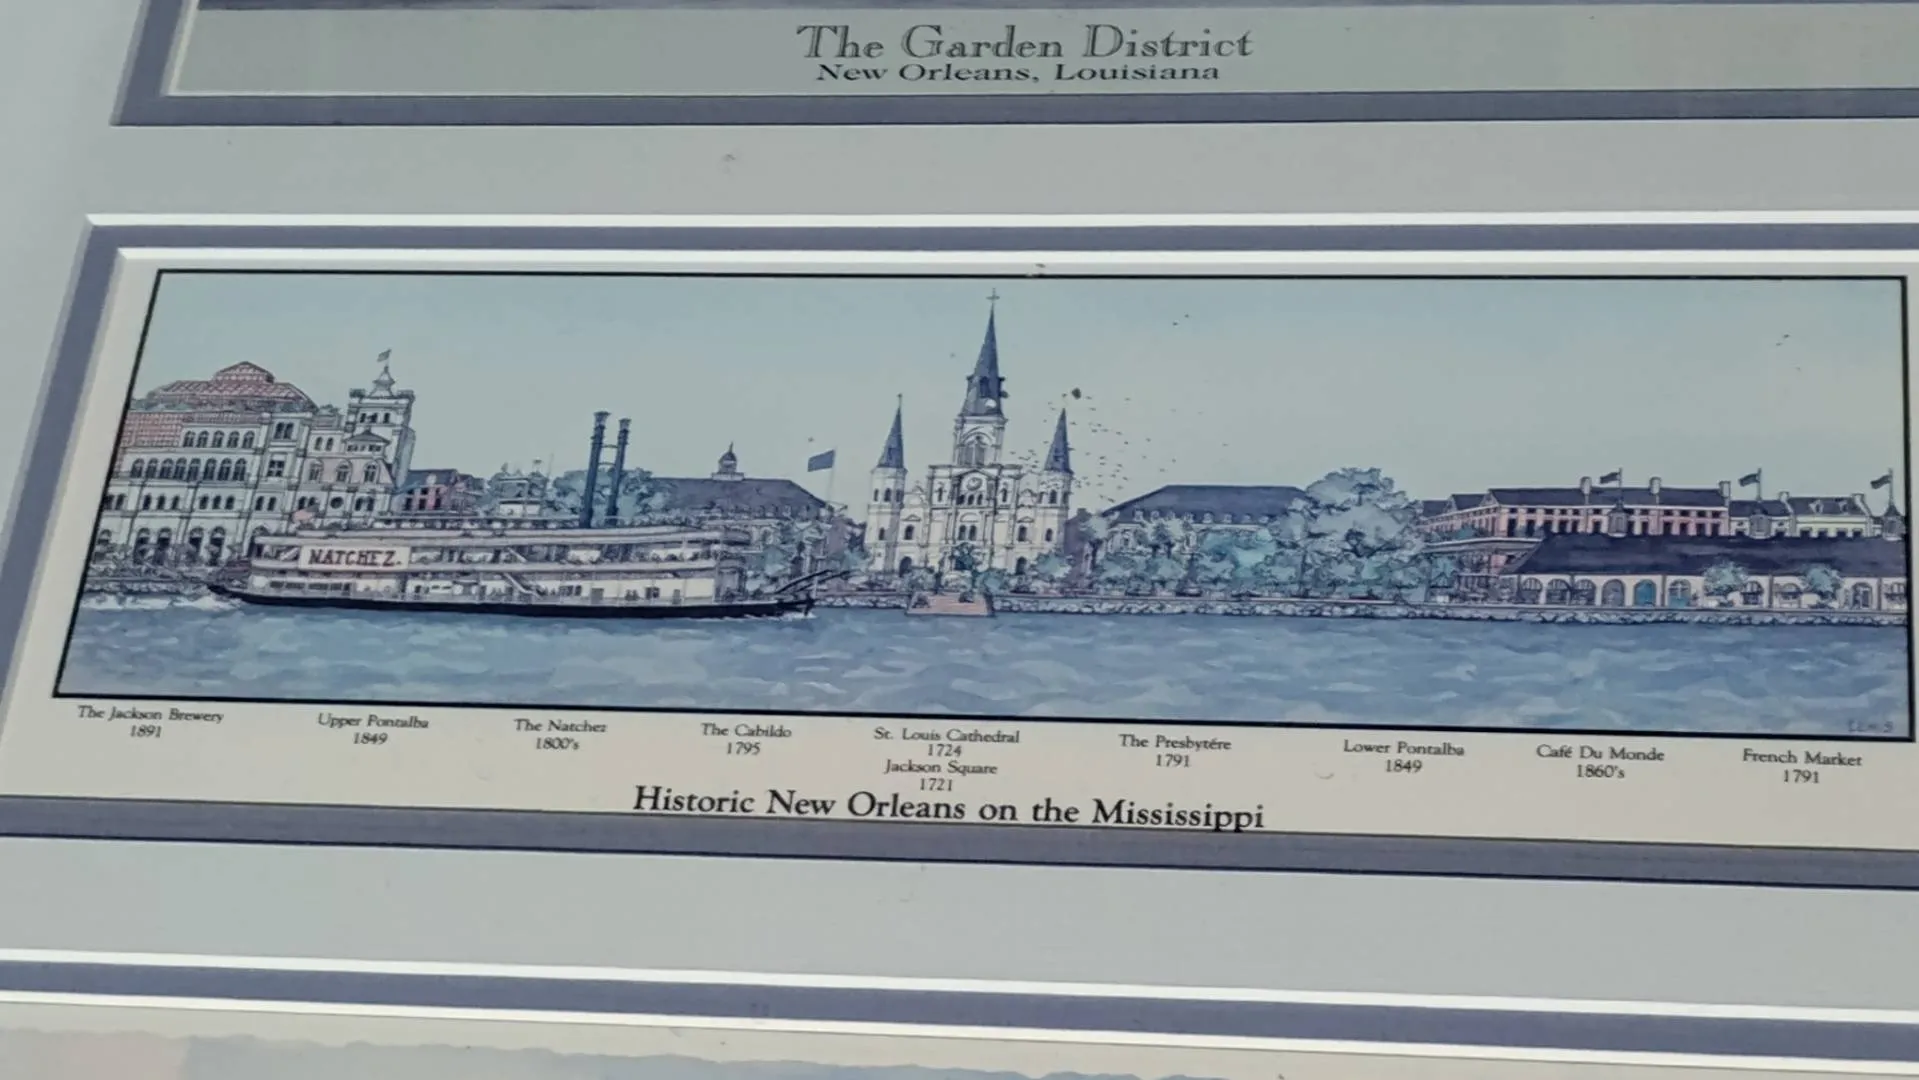 The Garden District
New Orleans, Louisiana
NATCHEZ.
The Jackson Brewery
1891
Upper Pontalba
1849
The Natchez
1800's
The Cabildo
1795
St. Louis Cathedral
1724
Jackson Square
1721
The Presbytére
1791
Lower Pontalba
1849
Café Du Monde
1860's
French Market
1791
Historic New Orleans on the Mississippi